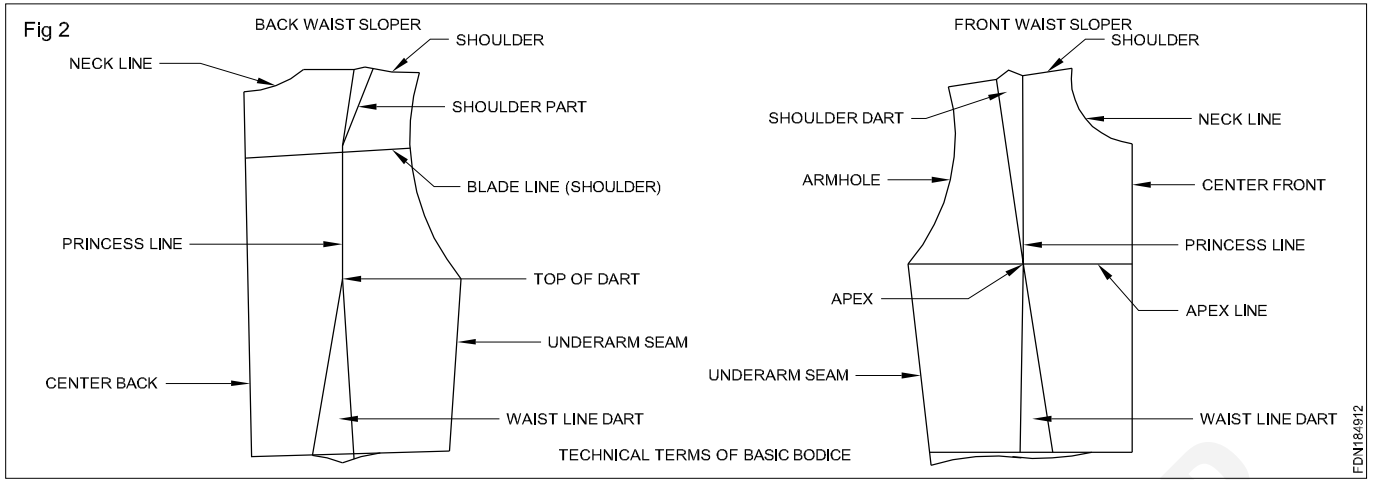 Fig 2
BACK WAIST SLOPER
SHOULDER
NECK LINE
SHOULDER PART
BLADE LINE (SHOULDER)
PRINCESS LINE
TOP OF DART
UNDERARM SEAM
CENTER BACK
WAIST LINE DART
FRONT WAIST SLOPER
SHOULDER
SHOULDER DART
NECK LINE
ARMHOLE
CENTER FRONT
PRINCESS LINE
APEX
APEX LINE
UNDERARM SEAM
WAIST LINE DART
TECHNICAL TERMS OF BASIC BODICE
FDN184912